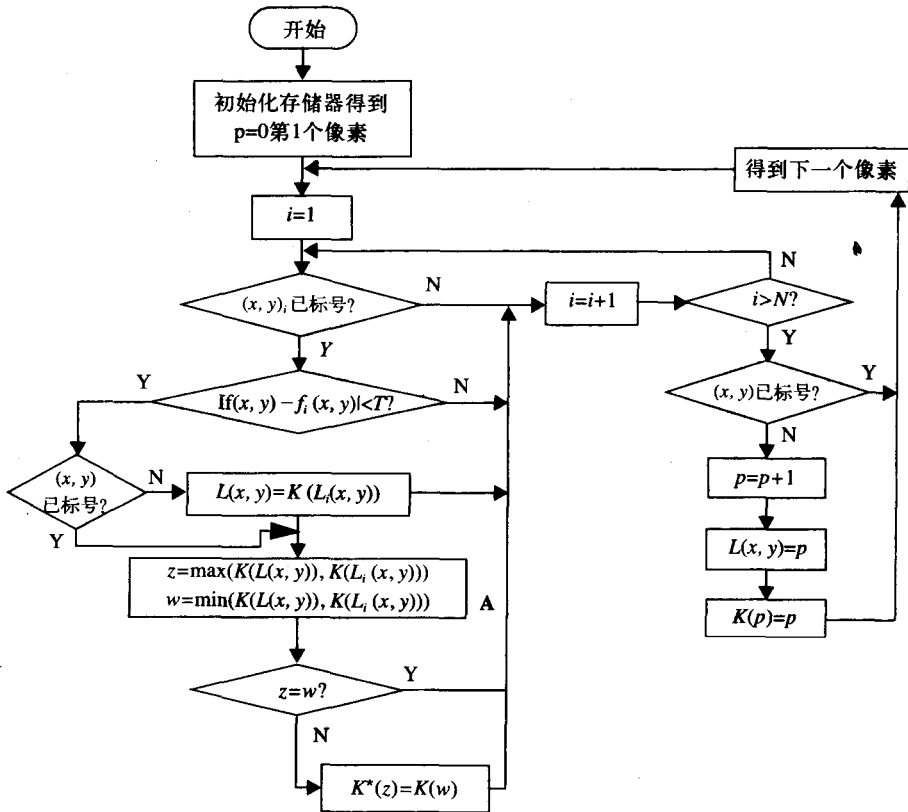 开始
初始化存储器得到
p=0第1个像素
得到下一个像素
i=1
N
(x, y)i 已标号?
N
i=i+1
i>N?
Y
Y
Y
If(x, y) – fi (x, y)|<T?
N
(x, y)已标号?
Y
N
(x, y)
已标号?
N
L(x, y)=K (Li(x, y))
p=p+1
Y
L(x, y)=p
z=max(K(L(x, y)), K(Li (x, y)))
w=min(K(L(x, y)), K(Li (x, y)))
A
K(p)=p
z=w?
Y
N
K*(z)=K(w)